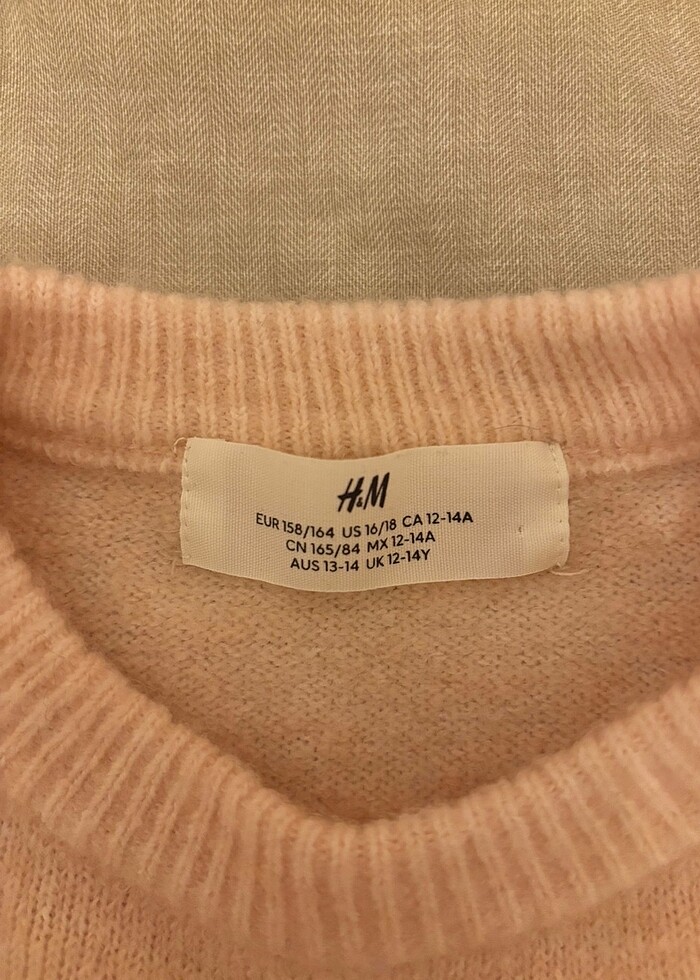 H&M
EUR 158/164 US 16/18 CA 12-14A
CN 165/84 MX 12-14A
AUS 13-14 UK 12-14Y